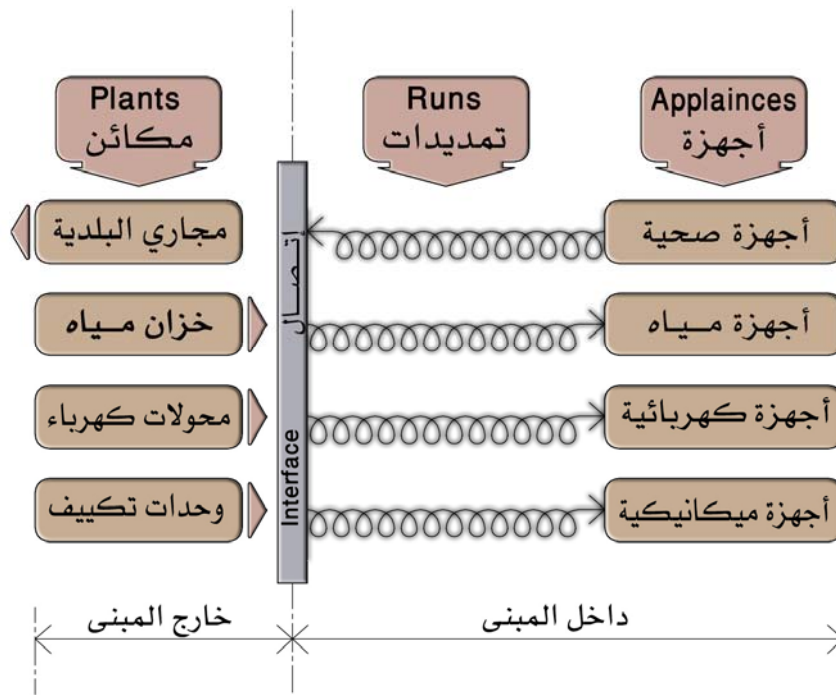 Plants
مكائن
Runs
تمديدات
Applainces
أجهزة
مجاري البلدية
أجهزة صحية
خزان مياه
أجهزة مياه
محولات كهرباء
أجهزة كهربائية
وحدات تكييف
أجهزة ميكانيكية
إتصال
Interface
خارج المبنى
داخل المبنى